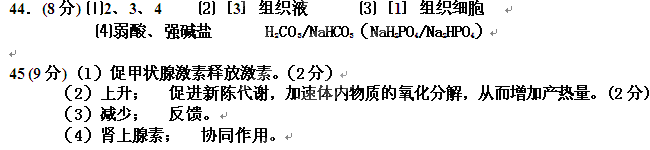 44. (8分) ⑴2、3、4 ⑵ [3] 组织液 ⑶ [1] 组织细胞
⑷弱酸、强碱盐 H₂CO₃/NaHCO₃（NaH₂PO₄/Na₂HPO₄）
45 (9分) (1) 促甲状腺激素释放激素。(2分)
(2) 上升； 促进新陈代谢，加速体内物质的氧化分解，从而增加产热量。(2分)
(3) 减少； 反馈。
(4) 肾上腺素； 协同作用。